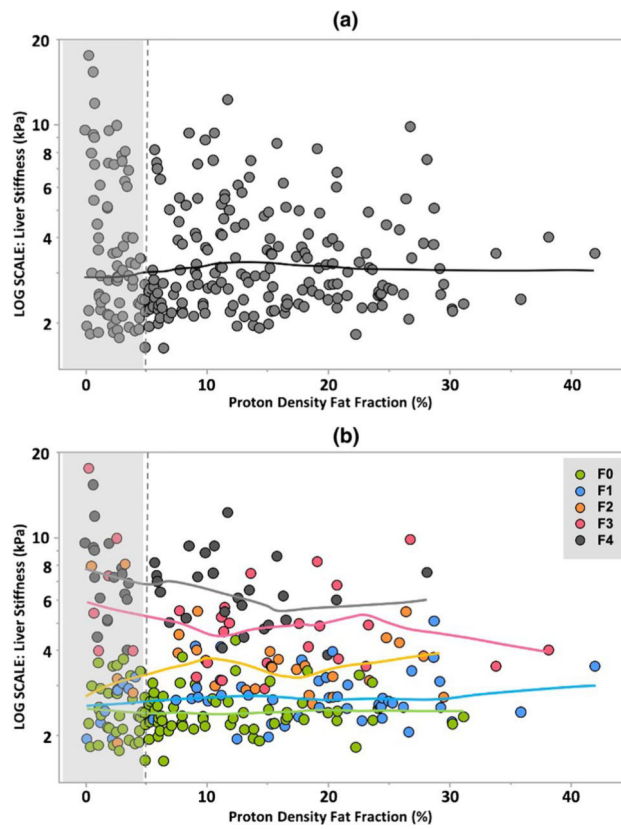 (a)
20
10
8
6
4
2
LOG SCALE: Liver Stiffness (kPa)
0 10 20 30 40
Proton Density Fat Fraction (%)
(b)
20
10
8
6
4
2
LOG SCALE: Liver Stiffness (kPa)
F0
F1
F2
F3
F4
0 10 20 30 40
Proton Density Fat Fraction (%)